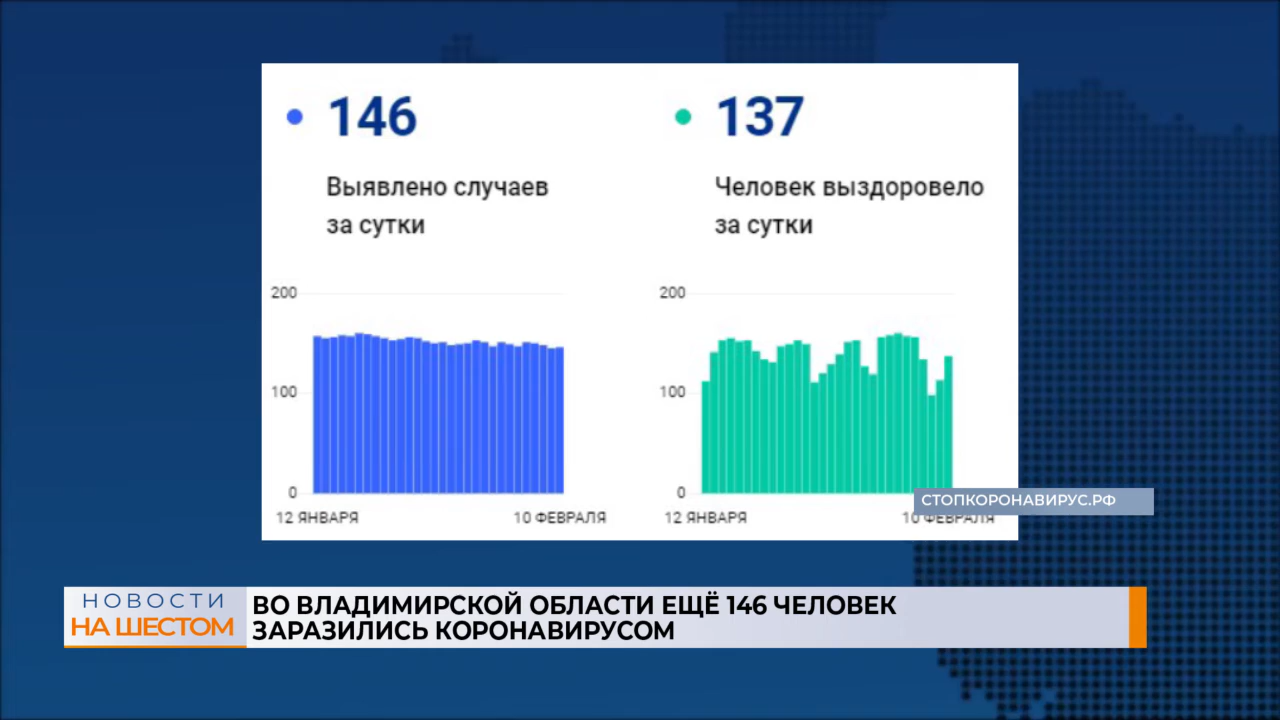 146
Выявлено случаев
за сутки
200
100
0
12 ЯНВАРЯ
10 ФЕВРАЛЯ
137
Человек выздоровело
за сутки
200
100
0
12 ЯНВАРЯ
10 ФЕВРАЛЯ
СТОПКОРОНАВИРУС.РФ
НОВОСТИ
НА ШЕСТОМ
ВО ВЛАДИМИРСКОЙ ОБЛАСТИ ЕЩЁ 146 ЧЕЛОВЕК
ЗАРАЗИЛИСЬ КОРОНАВИРУСОМ